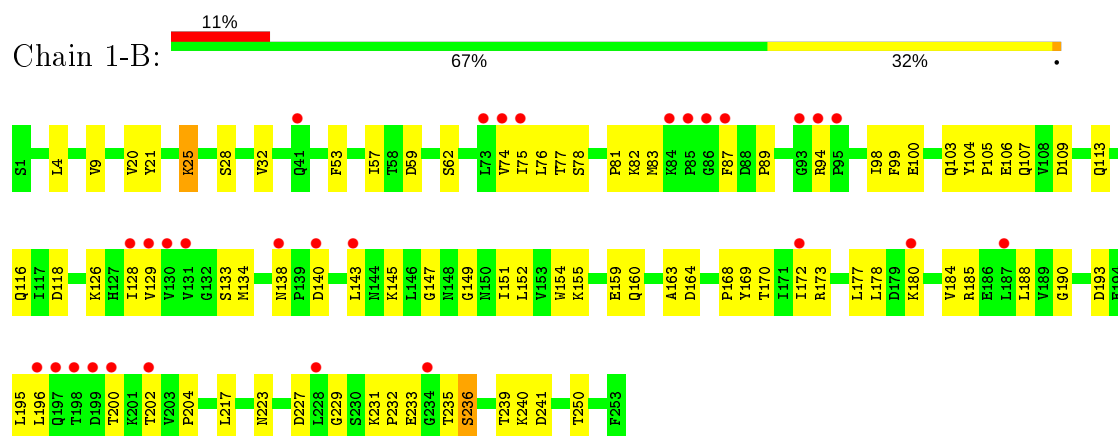 11%
Chain 1-B:
67% 32% •
S1 L4 V9 V20 Y21 K25 S28 V32 Q41 F53 I57 T58 D59 S62 L73 V74 I75 L76 T77 S78 P81 K82 M83 K84 P85 G86 F87 D88 P89 G93 R94 P95 I98 F99 E100 Q103 Y104 P105 E106 Q107 V108 D109 Q113
Q116 I117 D118 K126 H127 I128 V129 V130 V131 G132 S133 M134 N138 P139 D140 L143 N144 K145 L146 G147 N148 G149 N150 I151 L152 V153 W154 K155 E159 Q160 A163 D164 P168 Y169 T170 I171 I172 R173 L177 L178 D179 K180 V184 R185 E186 L187 L188 V189 G190 D193 E194
L195 L196 Q197 T198 D199 T200 K201 T202 V203 P204 L217 N223 D227 L228 G229 S230 K231 P232 E233 G234 T235 S236 T239 K240 D241 T250 F253